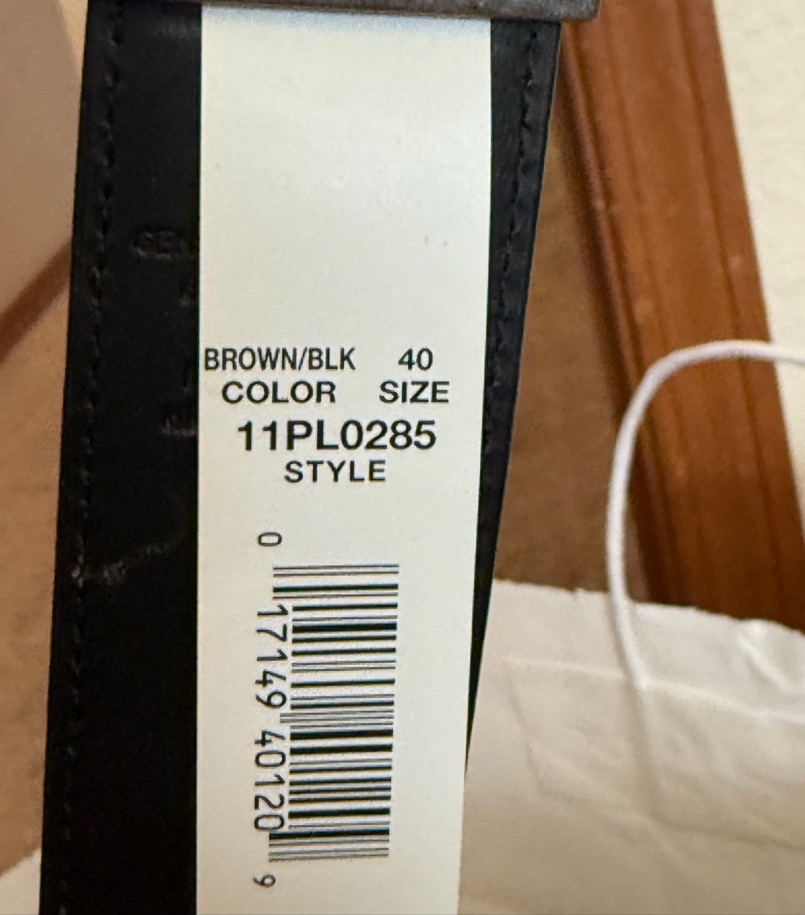 BROWN/BLK 40
COLOR SIZE
11PL0285
STYLE
0 17149 40120 9